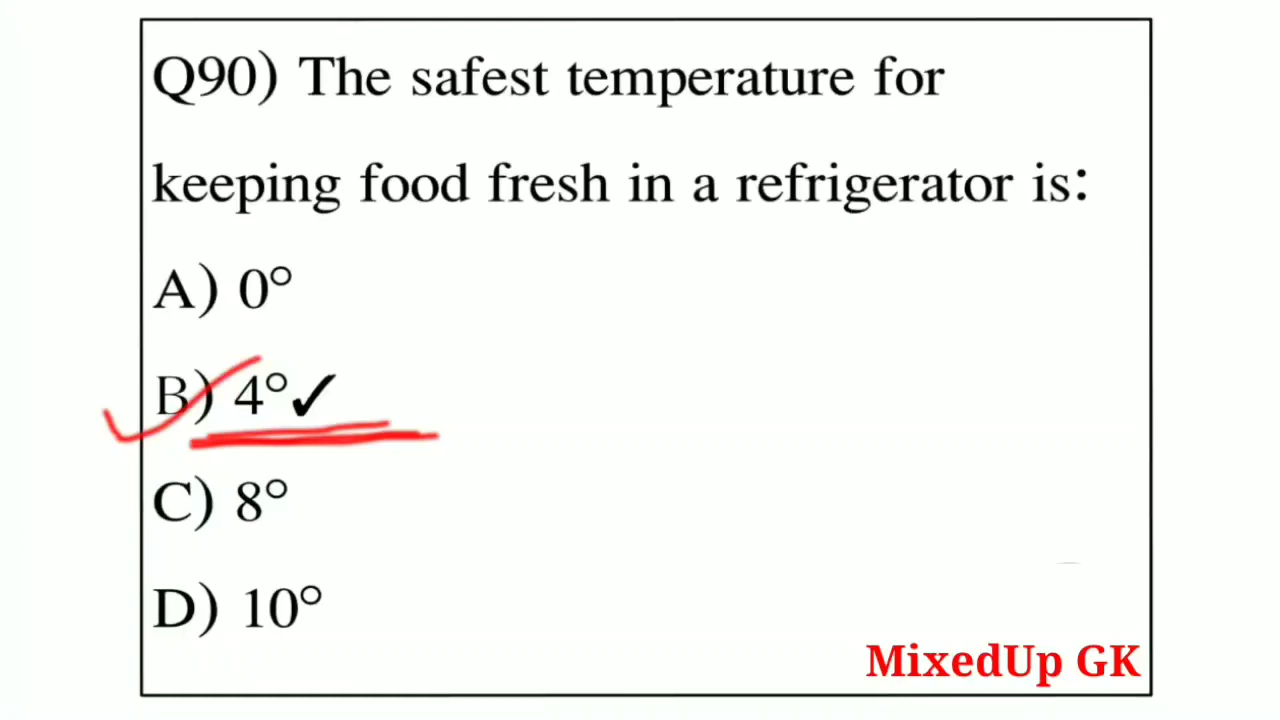 Q90) The safest temperature for
keeping food fresh in a refrigerator is:
A) 0°
B) 4°✓
C) 8°
D) 10°
MixedUp GK